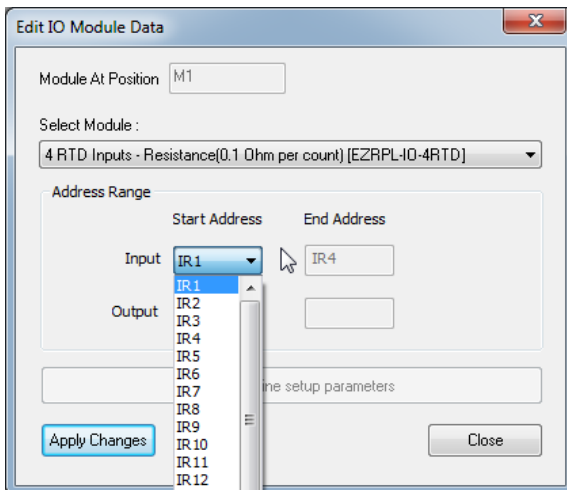 Edit IO Module Data
Module At Position M1
Select Module :
4 RTD Inputs - Resistance(0.1 Ohm per count) [EZRPL-IO-4RTD]
Address Range
Start Address End Address
Input IR1 IR4
IR1
IR2
Output
IR3
IR4
IR5
IR6
IR7
ine setup parameters
IR8
IR9
IR10
IR11
IR12
Apply Changes Close